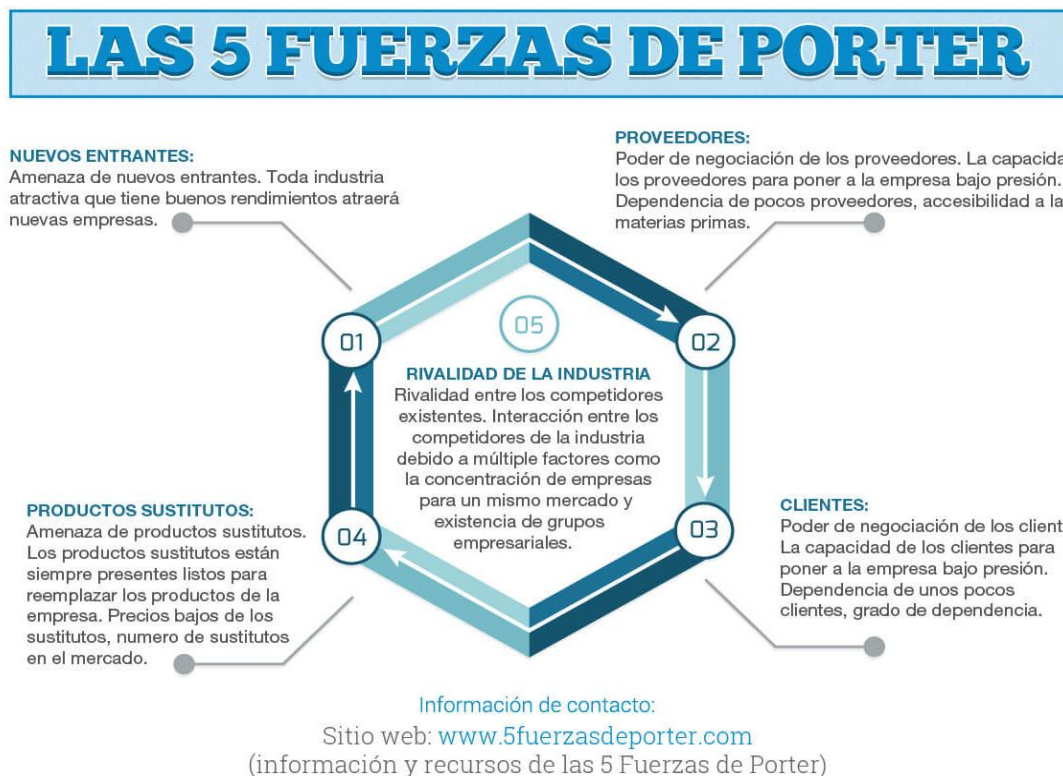 LAS 5 FUERZAS DE PORTER
NUEVOS ENTRANTES:
Amenaza de nuevos entrantes. Toda industria
atractiva que tiene buenos rendimientos atraerá
nuevas empresas.
PROVEEDORES:
Poder de negociación de los proveedores. La
los proveedores para poner a la empresa bajo presión.
Dependencia de pocos proveedores, accesibilidad a
materias primas.
01
02
05
RIVALIDAD DE LA INDUSTRIA
Rivalidad entre los competidores
existentes. Interacción entre los
competidores de la industria
debido a múltiple factores como
la concentración de empresas
para un mismo mercado y
existencia de grupos
empresariales.
PRODUCTOS SUSTITUTOS:
Amenaza de productos sustitutos.
Los productos sustitutos están
siempre presentes listos para
reemplazar los productos de la
empresa. Precios bajos de los
sustitutos, numero de sustitutos
en el mercado.
04
03
CLIENTES:
Poder de negociación de los
La capacidad de los clientes para
poner a la empresa bajo presión.
Dependencia de unos pocos
clientes, grado de dependencia.
Información de contacto:
Sitio web: www.5fuerzasdeporter.com
(información y recursos de las 5 Fuerzas de Porter)